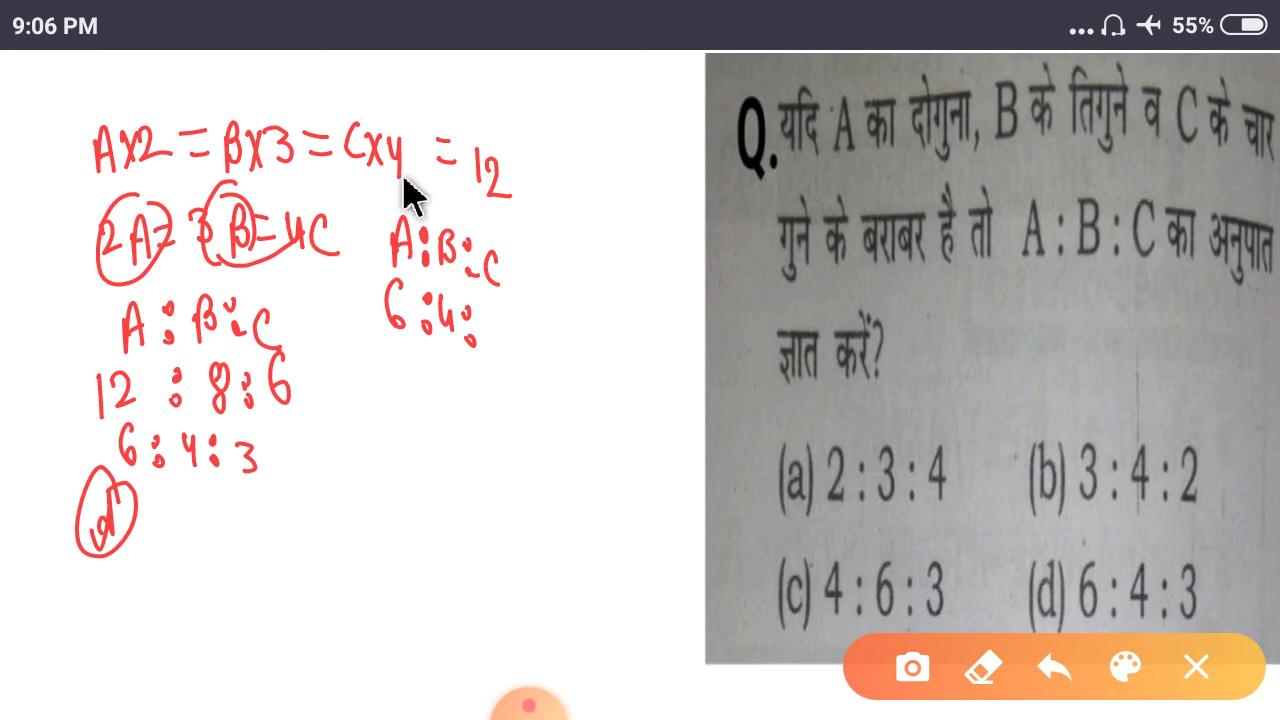 9:06 PM
55%
A×2 = B×3 = C×4 = 12
2A = 3B = 4C
A : B : C
12 : 8 : 6
6 : 4 : 3
d
A : B : C
6 : 4 :
Q. यदि A का दोगुना, B के तिगुने व C के चार
गुने के बराबर है तो A : B : C का अनुपात
ज्ञात करें?
(a) 2 : 3 : 4 (b) 3 : 4 : 2
(c) 4 : 6 : 3 (d) 6 : 4 : 3